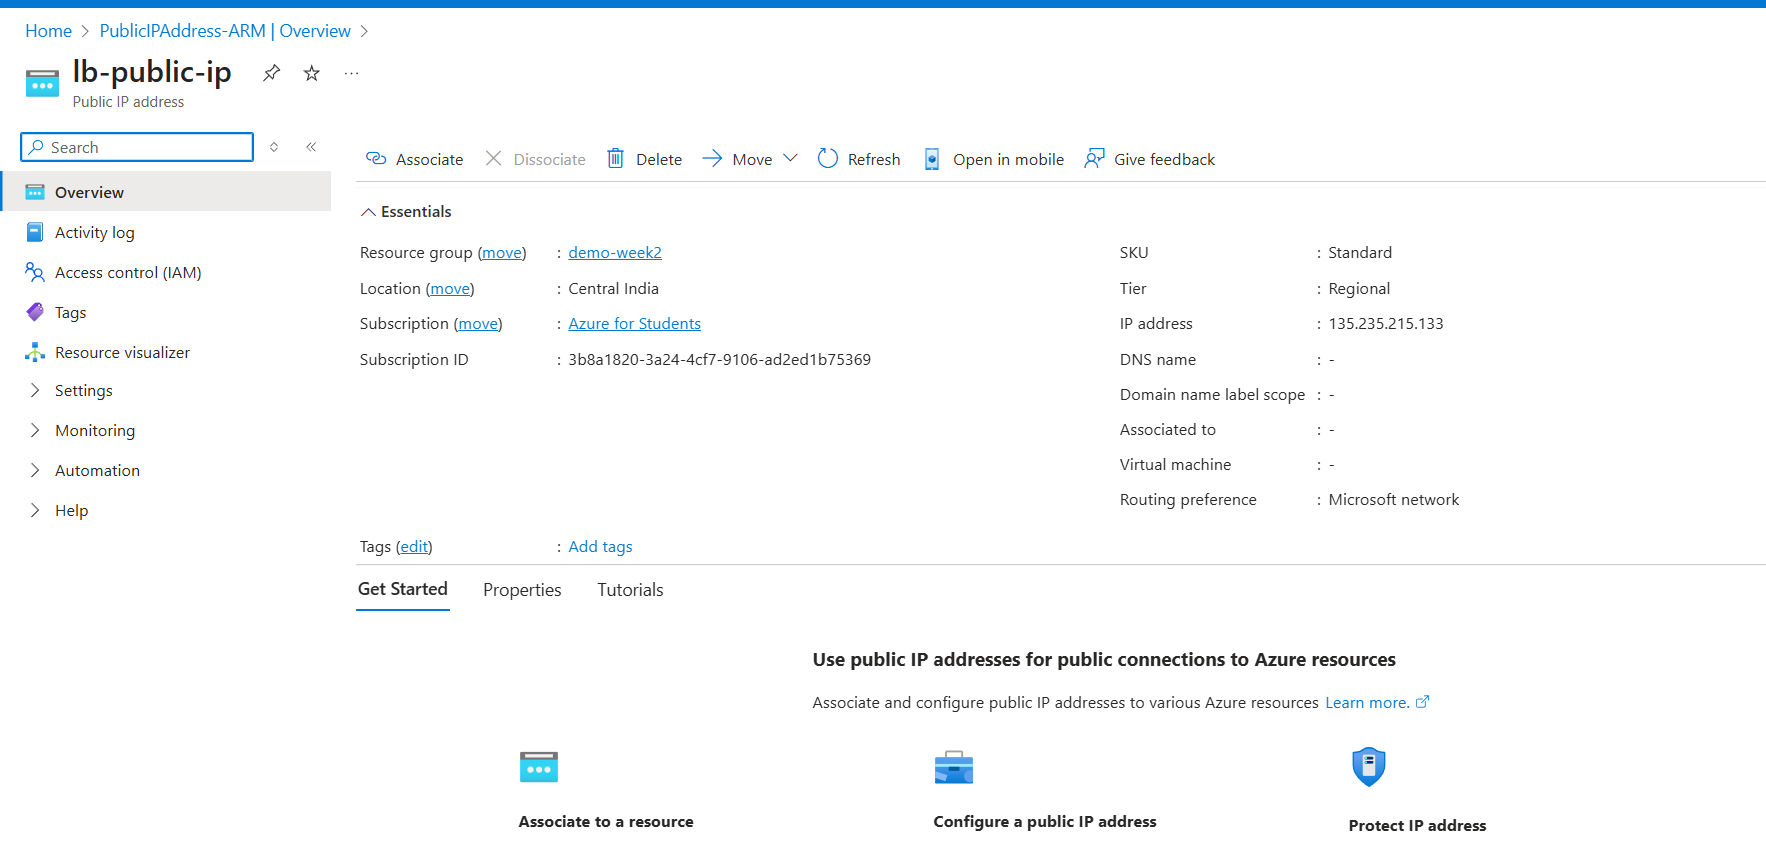 Home > PublicIPAddress-ARM | Overview >
lb-public-ip ...
Public IP address
Search
Overview
Activity log
Access control (IAM)
Tags
Resource visualizer
Settings
Monitoring
Automation
Help
Associate Dissociate Delete Move Refresh Open in mobile Give feedback
Essentials
Resource group (move) : demo-week2
Location (move) : Central India
Subscription (move) : Azure for Students
Subscription ID : 3b8a1820-3a24-4cf7-9106-ad2ed1b75369
SKU : Standard
Tier : Regional
IP address : 135.235.215.133
DNS name : -
Domain name label scope : -
Associated to : -
Virtual machine : -
Routing preference : Microsoft network
Tags (edit) : Add tags
Get Started Properties Tutorials
Use public IP addresses for public connections to Azure resources
Associate and configure public IP addresses to various Azure resources Learn more.
Associate to a resource
Configure a public IP address
Protect IP address